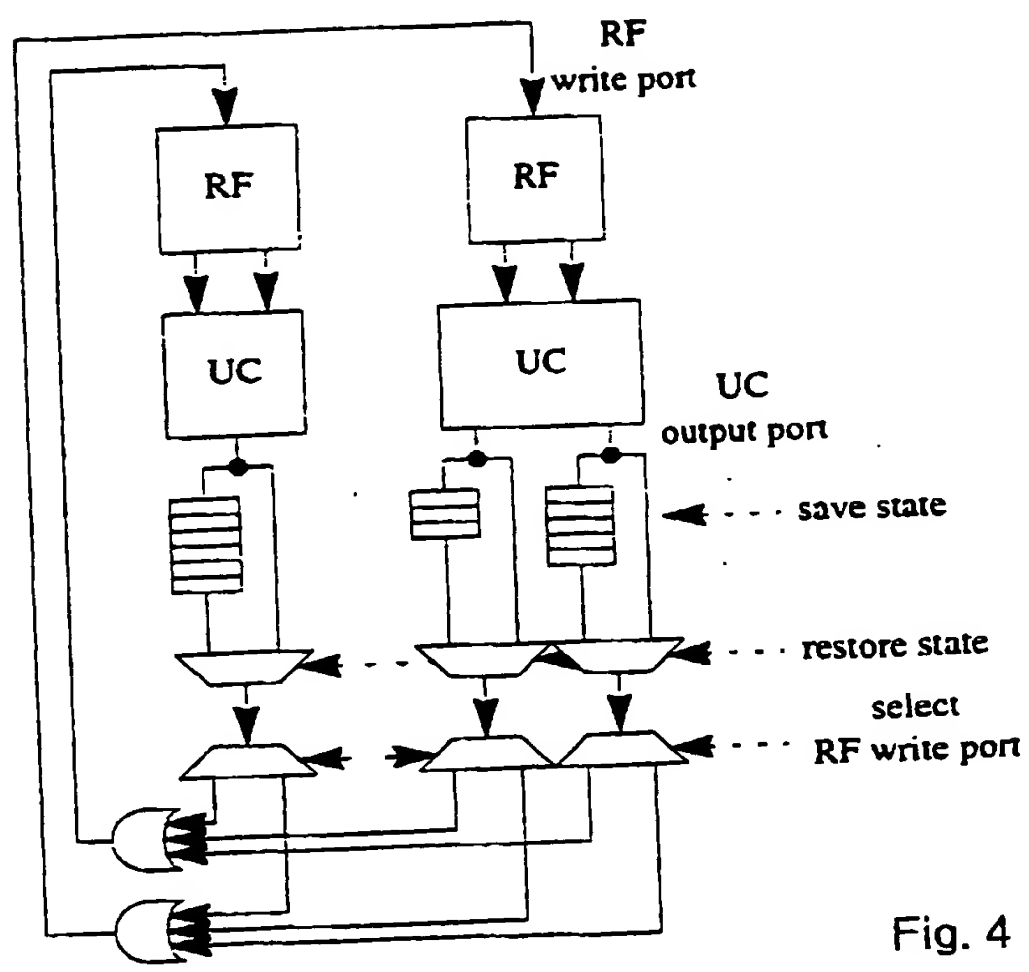 RF
write port
RF
RF
UC
UC
UC
output port
save state
restore state
select
RF write port
Fig. 4